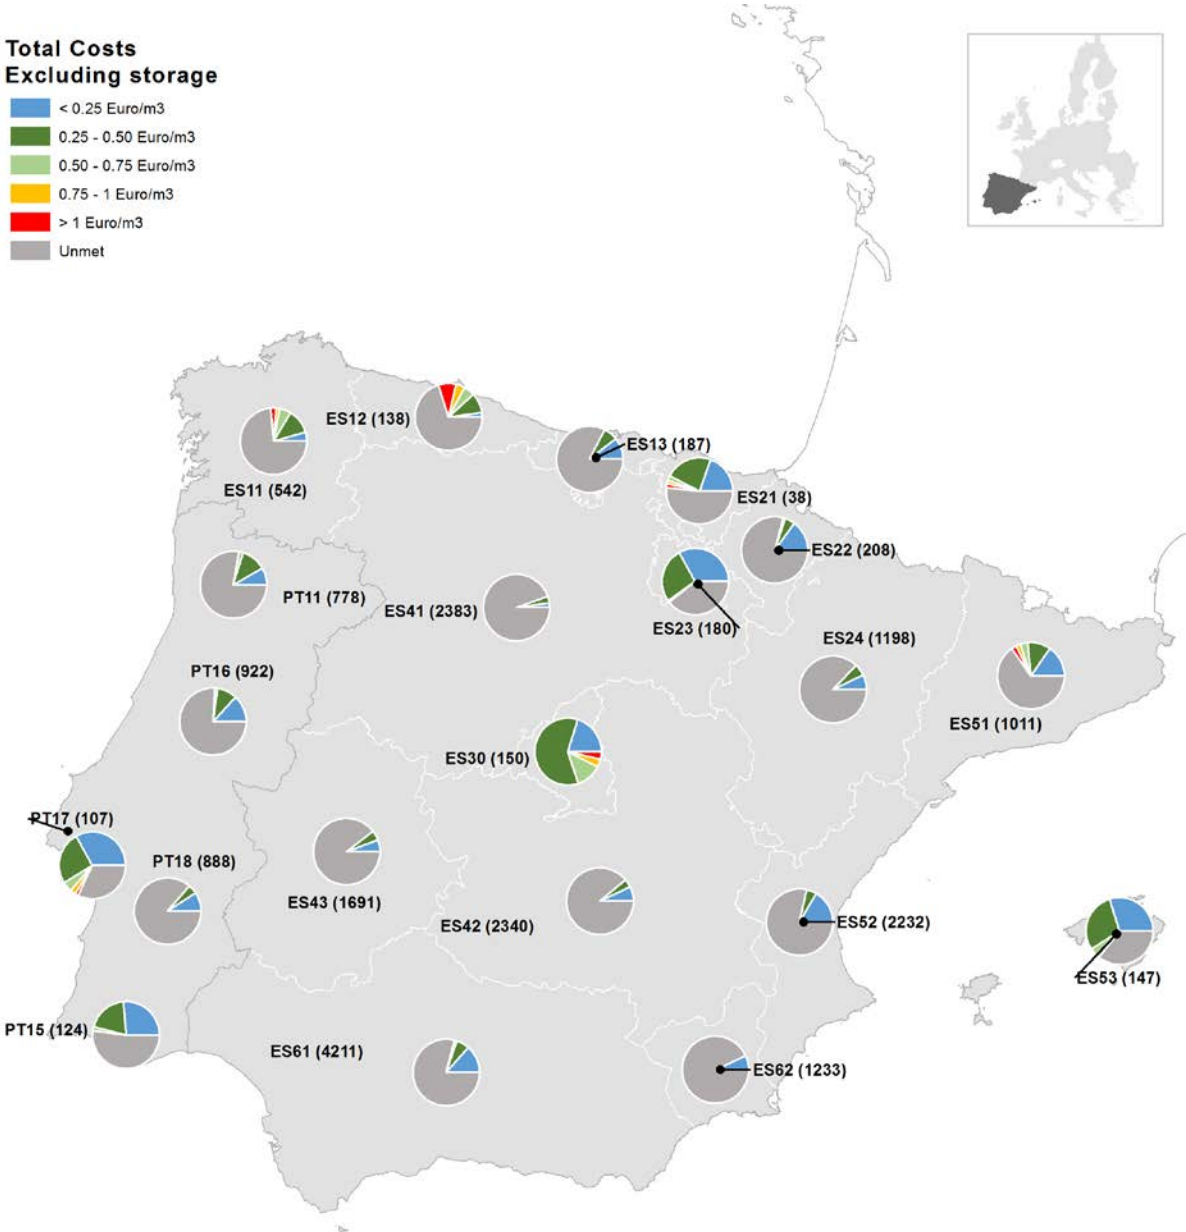 Total Costs
Excluding storage
< 0.25 Euro/m3
0.25 - 0.50 Euro/m3
0.50 - 0.75 Euro/m3
0.75 - 1 Euro/m3
> 1 Euro/m3
Unmet
ES12 (138)
ES13 (187)
ES11 (542)
ES21 (38)
ES22 (208)
PT11 (778)
ES41 (2383)
ES23 (180)
ES24 (1198)
PT16 (922)
ES51 (1011)
ES30 (150)
PT17 (107)
PT18 (888)
ES43 (1691)
ES42 (2340)
ES52 (2232)
ES53 (147)
PT15 (124)
ES61 (4211)
ES62 (1233)